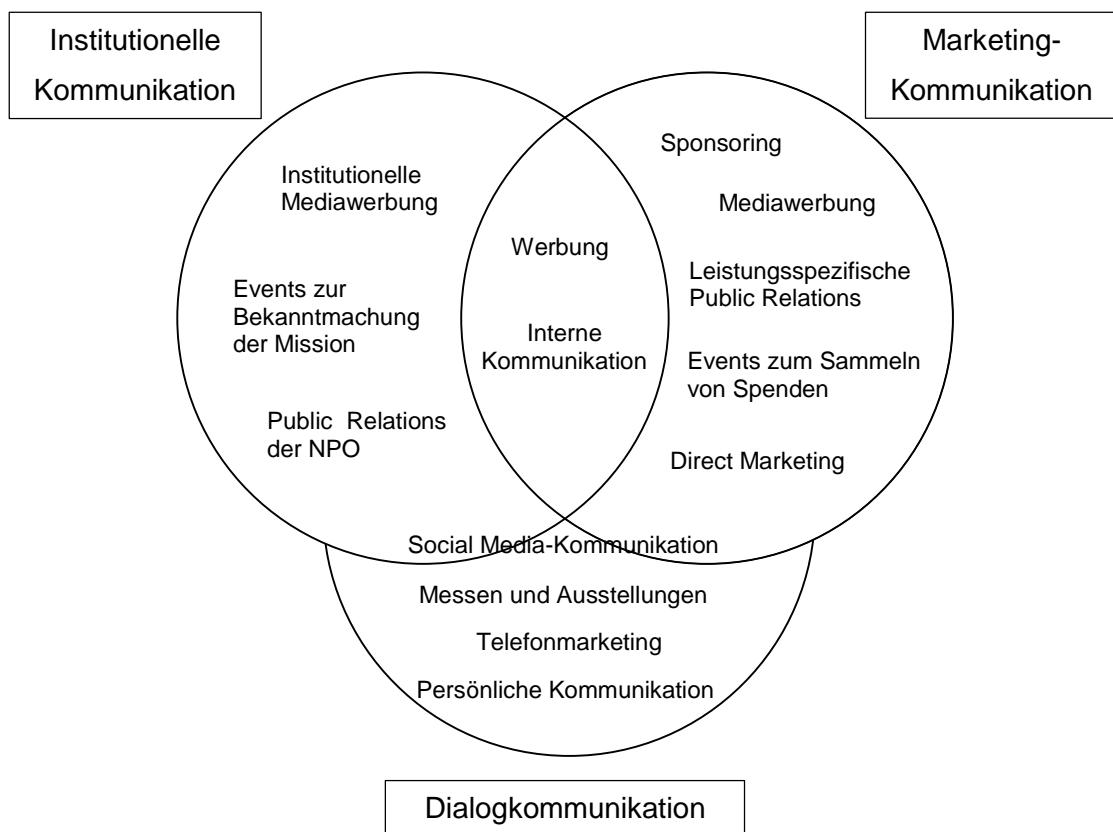 Institutionelle
Kommunikation
Marketing-
Kommunikation
Institutionelle
Mediawerbung
Events zur
Bekanntmachung
der Mission
Public Relations
der NPO
Werbung
Interne
Kommunikation
Sponsoring
Mediawerbung
Leistungsspezifische
Public Relations
Events zum Sammeln
von Spenden
Direct Marketing
Social Media-Kommunikation
Messen und Ausstellungen
Telefonmarketing
Persönliche Kommunikation
Dialogkommunikation